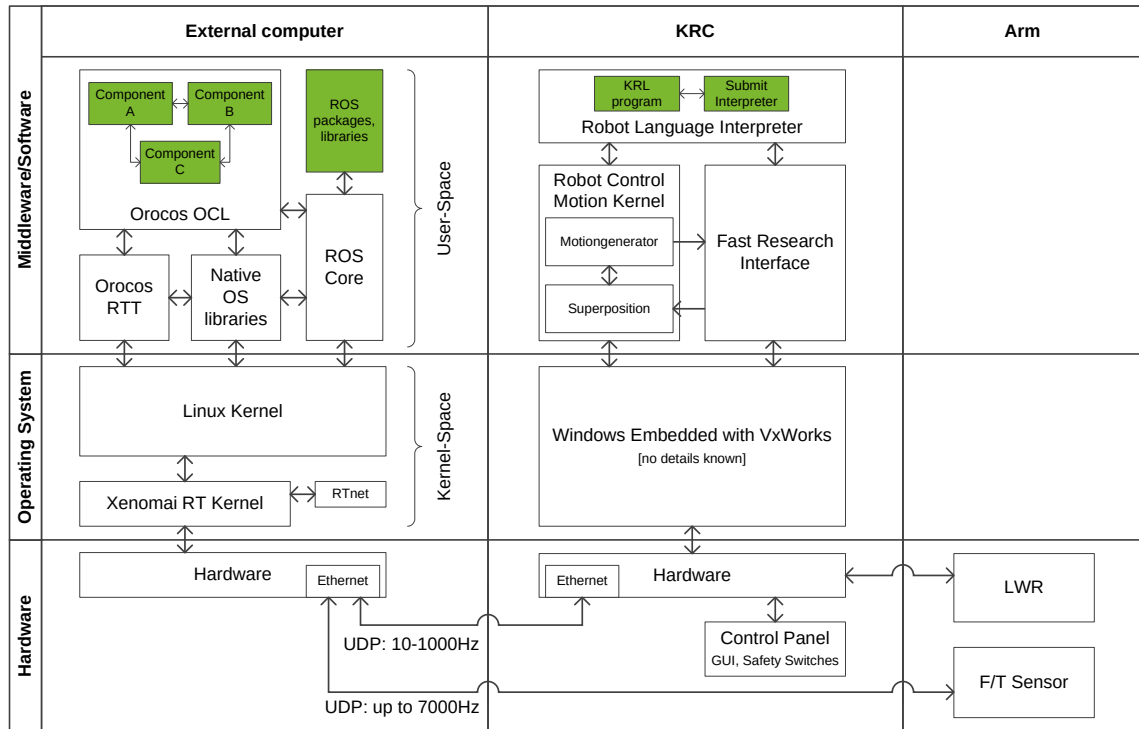 External computer
KRC
Arm
Middleware/Software
Component
A
Component
B
Component
C
Orocos OCL
ROS
packages,
libraries
Orocos
RTT
Native
OS
libraries
ROS
Core
User-Space
KRL
program
Submit
Interpreter
Robot Language Interpreter
Robot Control
Motion Kernel
Motiongenerator
Superposition
Fast Research
Interface
Operating System
Linux Kernel
Xenomai RT Kernel
RTnet
Kernel-Space
Windows Embedded with VxWorks
[no details known]
Hardware
Hardware
Ethernet
Ethernet
Hardware
LWR
UDP: 10-1000Hz
Control Panel
GUI, Safety Switches
F/T Sensor
UDP: up to 7000Hz